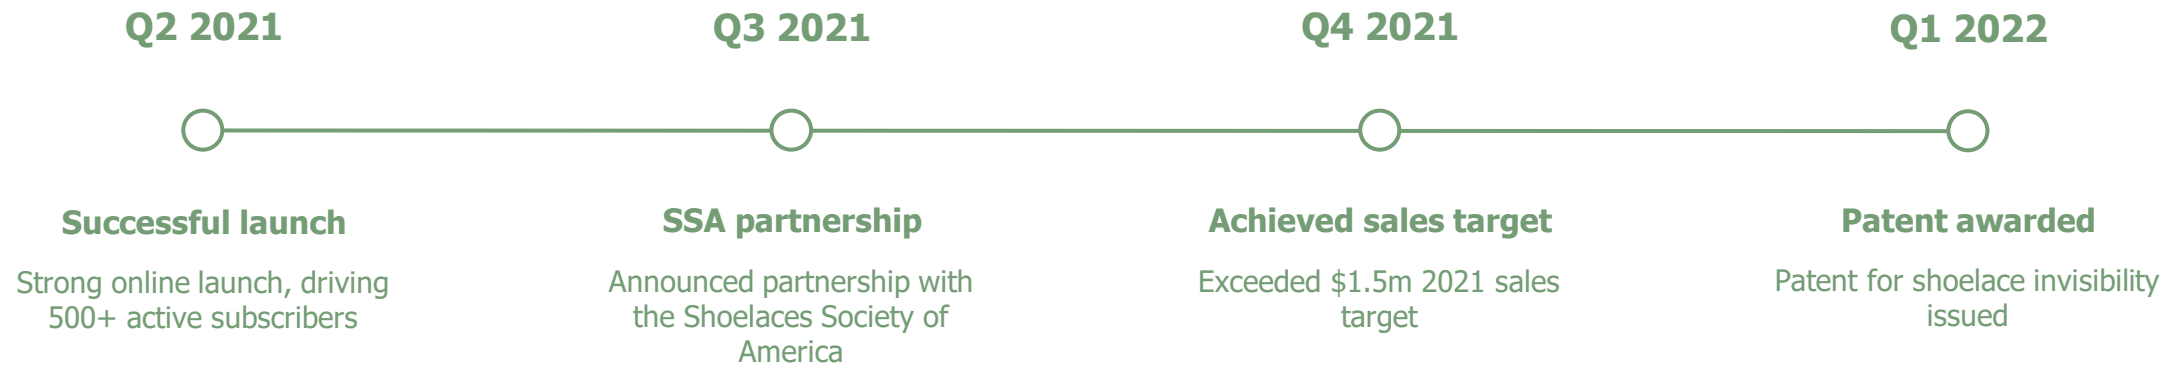 Q2 2021
Q3 2021
Q4 2021
Q1 2022
Successful launch
Strong online launch, driving
500+ active subscribers
SSA partnership
Announced partnership with
the Shoelaces Society of
America
Achieved sales target
Exceeded $1.5m 2021 sales
target
Patent awarded
Patent for shoelace invisibility
issued